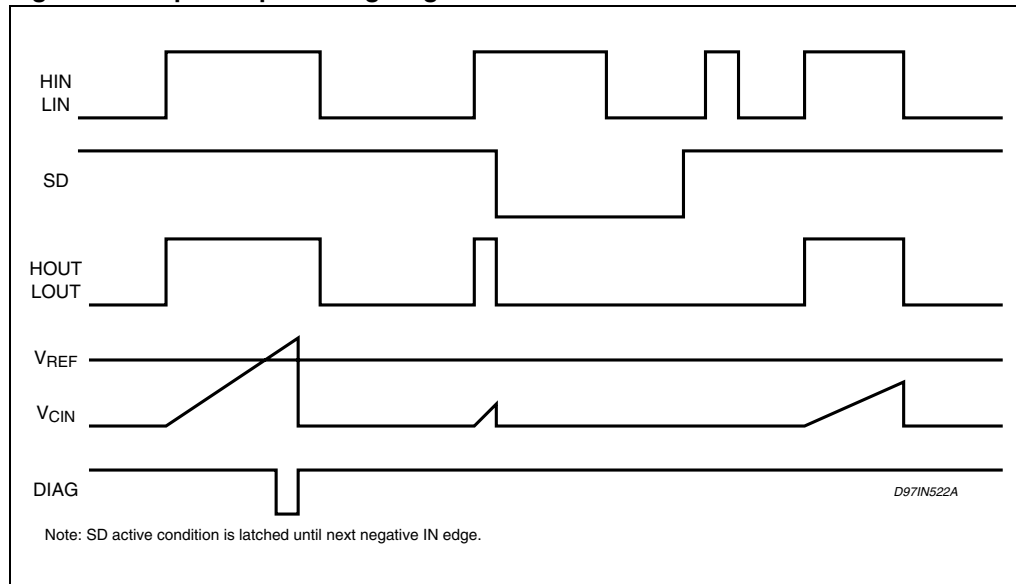 HIN
LIN
SD
HOUT
LOUT
VREF
VCIN
DIAG
D97IN522A
Note: SD active condition is latched until next negative IN edge.